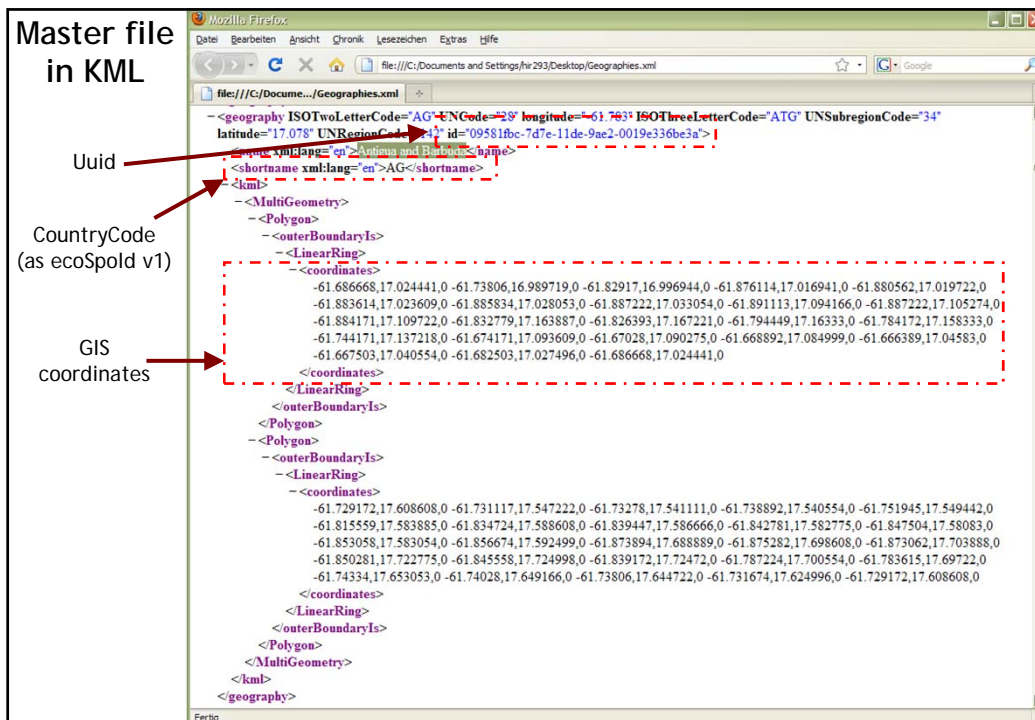 Master file
in KML
Uuid
CountryCode
(as ecoSpold v1)
GIS
coordinates
Mozilla Firefox
Datei Bearbeiten Ansicht Chronik Lesezeichen Extras Hilfe
file:///C:/Documents and Settings/hir293/Desktop/Geographies.xml
Google
file:///C:/Docume.../Geographies.xml
-<geography ISOTwoLetterCode="AG" UNCode="28" longitude="-61.783" ISOThreeLetterCode="ATG" UNSubregionCode="34"
latitude="17.078" UNRegionCode="142" id="09581fbc-7d7e-11de-9ae2-0019e336be3a">
<name xml:lang="en">Antigua and Barbuda</name>
<shortname xml:lang="en">AG</shortname>
-<kml>
-<MultiGeometry>
-<Polygon>
-<outerBoundaryIs>
-<LinearRing>
-<coordinates>
-61.686668,17.024441,0 -61.73806,16.989719,0 -61.82917,16.996944,0 -61.876114,17.016941,0 -61.880562,17.019722,0
-61.883614,17.023609,0 -61.885834,17.028053,0 -61.887222,17.033054,0 -61.891113,17.094166,0 -61.887222,17.105274,0
-61.884171,17.109722,0 -61.832779,17.163887,0 -61.826393,17.167221,0 -61.794449,17.16333,0 -61.784172,17.158333,0
-61.744171,17.137218,0 -61.674171,17.093609,0 -61.67028,17.090275,0 -61.668892,17.084999,0 -61.666389,17.04583,0
-61.667503,17.040554,0 -61.682503,17.027496,0 -61.686668,17.024441,0
</coordinates>
</LinearRing>
</outerBoundaryIs>
</Polygon>
-<Polygon>
-<outerBoundaryIs>
-<LinearRing>
-<coordinates>
-61.729172,17.608608,0 -61.731117,17.547222,0 -61.73278,17.541111,0 -61.738892,17.540554,0 -61.751945,17.549442,0
-61.815559,17.583885,0 -61.834724,17.588608,0 -61.839447,17.586666,0 -61.842781,17.582775,0 -61.847504,17.58083,0
-61.853058,17.583054,0 -61.856674,17.592499,0 -61.873894,17.688889,0 -61.875282,17.698608,0 -61.873062,17.703888,0
-61.850281,17.722775,0 -61.845558,17.724998,0 -61.839172,17.72472,0 -61.787224,17.700554,0 -61.783615,17.69722,0
-61.74334,17.653053,0 -61.74028,17.649166,0 -61.73806,17.644722,0 -61.731674,17.624996,0 -61.729172,17.608608,0
</coordinates>
</LinearRing>
</outerBoundaryIs>
</Polygon>
</MultiGeometry>
</kml>
</geography>
Fertig